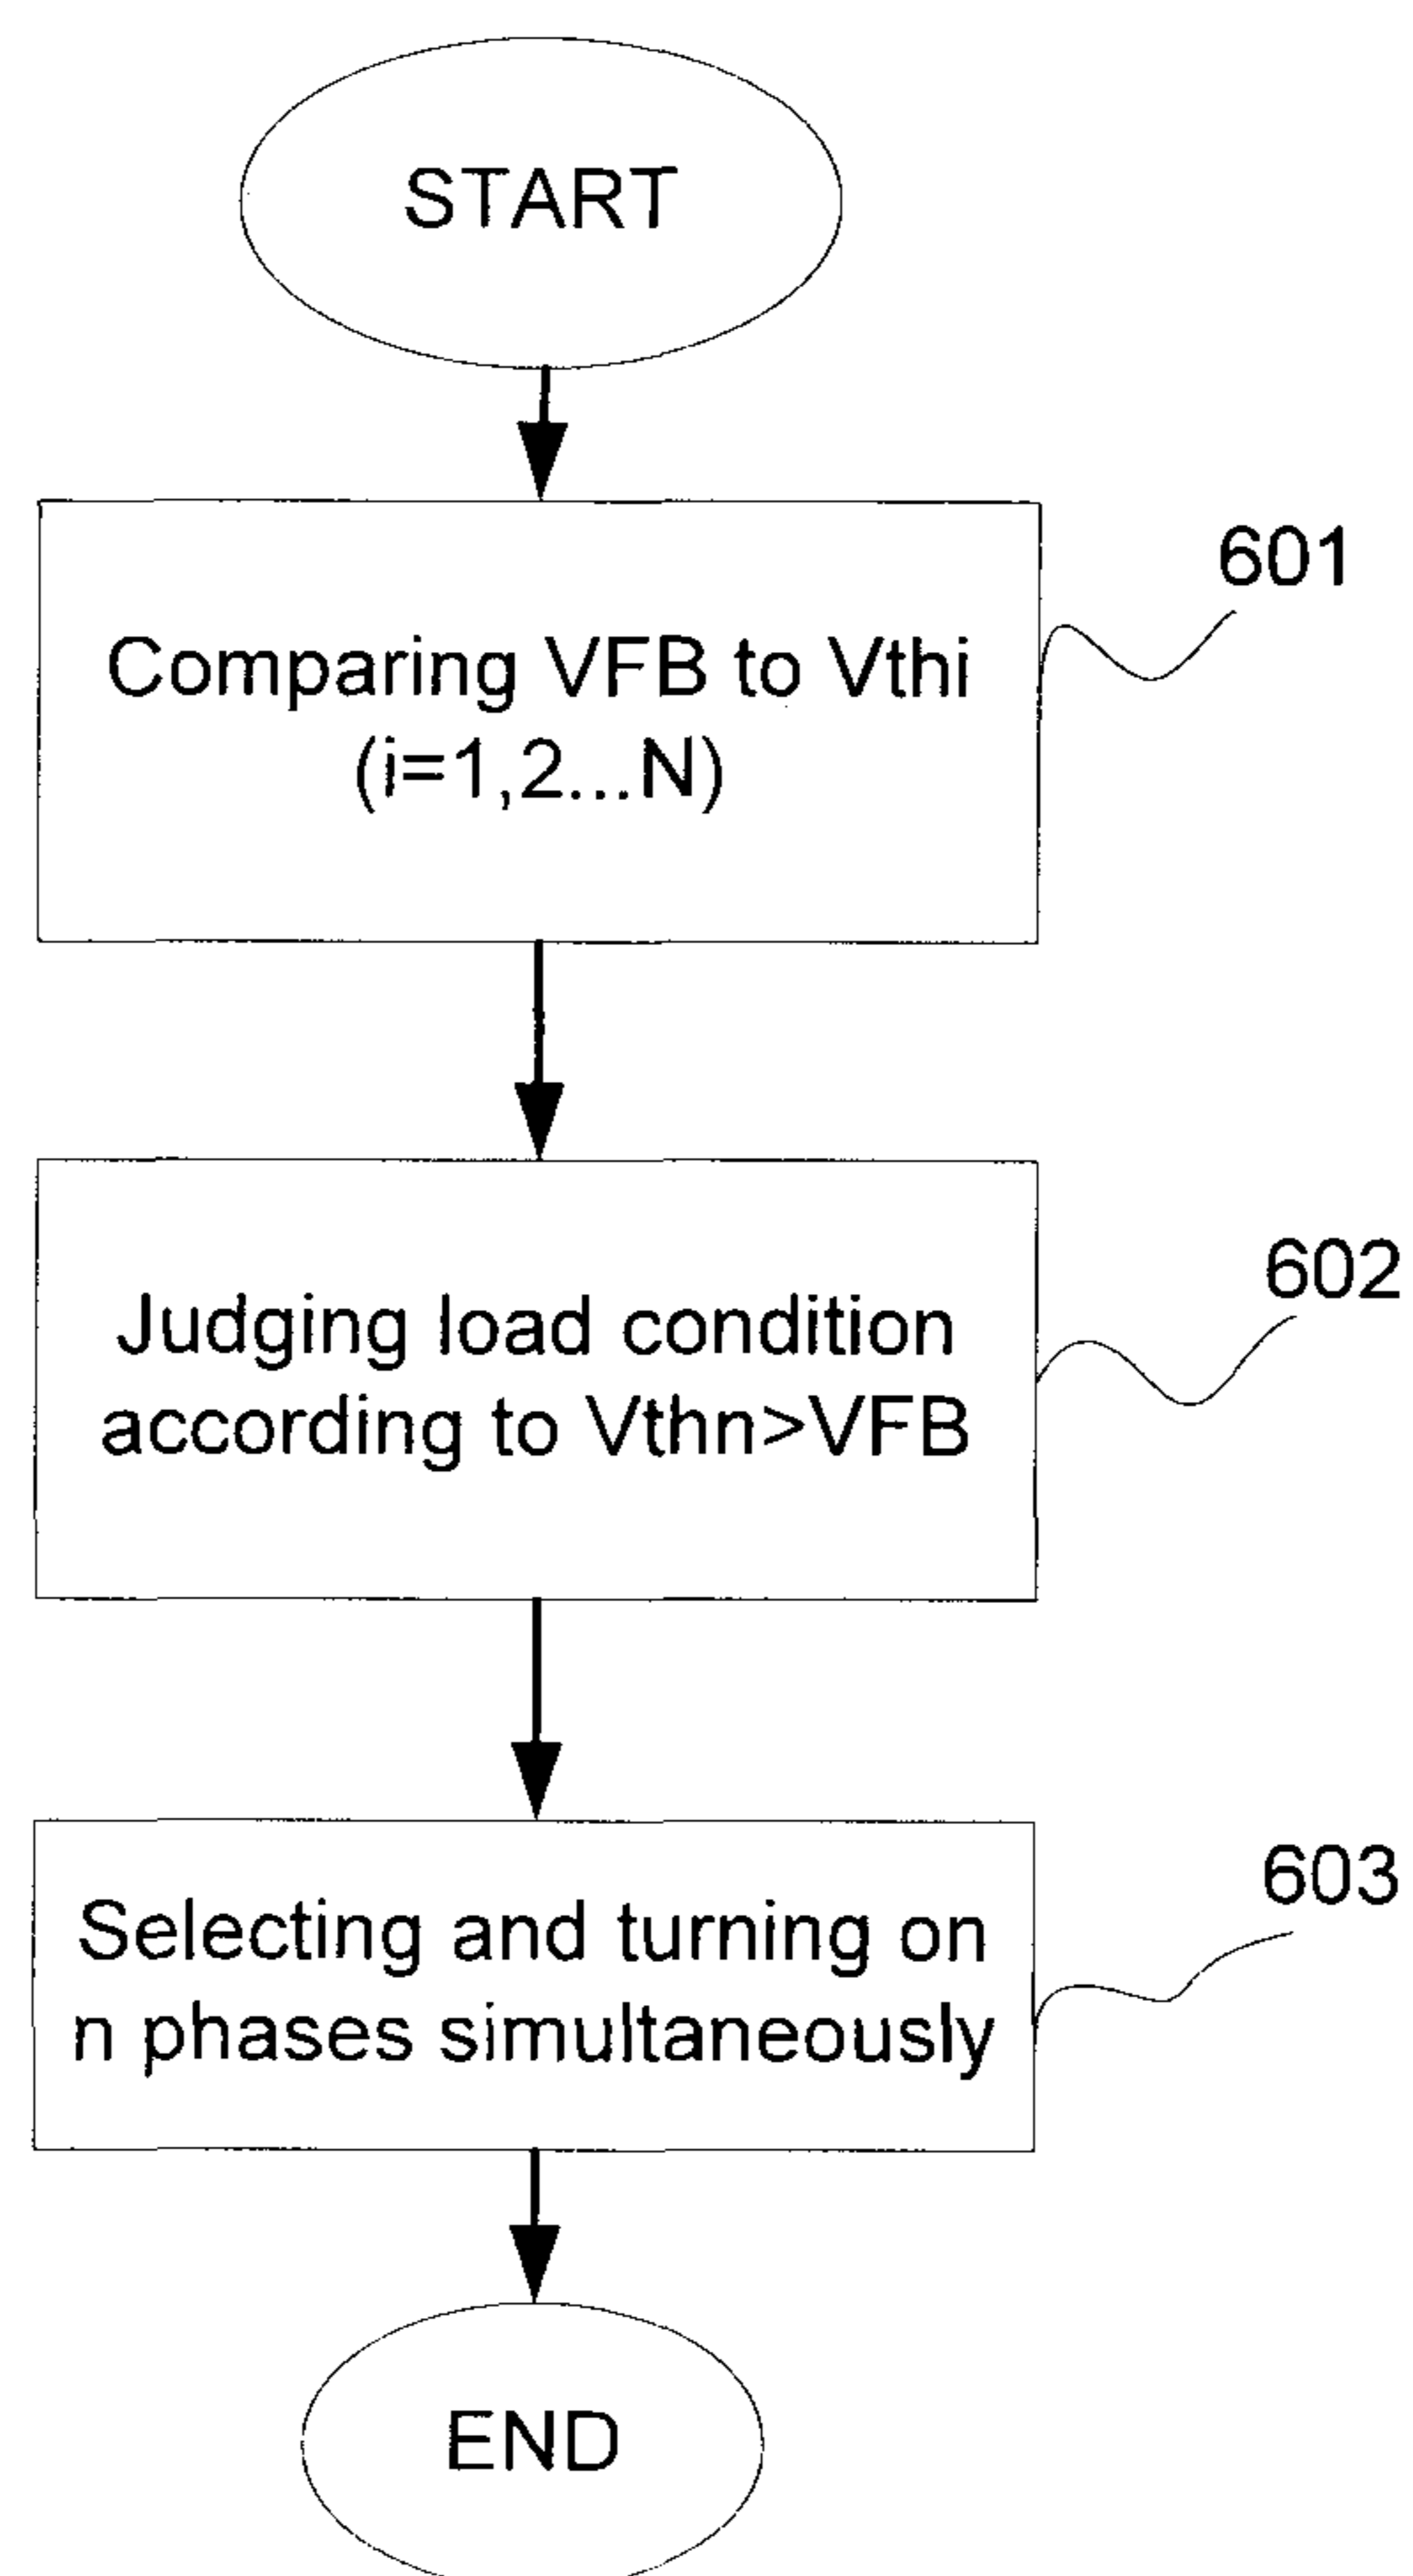 START
601
Comparing VFB to Vthi
(i=1,2...N)
602
Judging load condition
according to Vthn>VFB
603
Selecting and turning on
n phases simultaneously
END